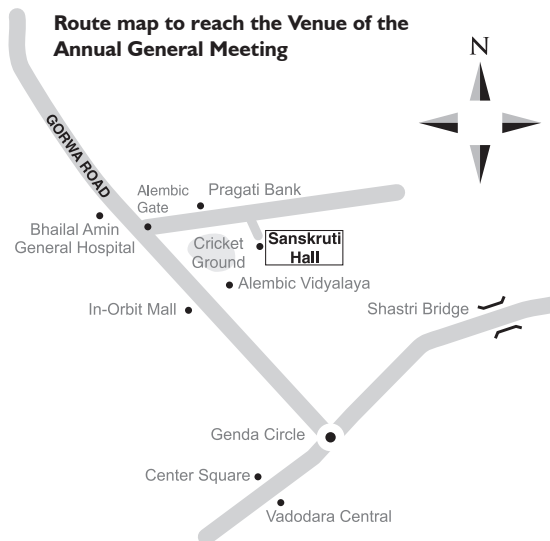 Route map to reach the Venue of the
Annual General Meeting
N
GORWA ROAD
Alembic
Gate
Pragati Bank
Bhailal Amin
General Hospital
Cricket
Ground
Sanskruti
Hall
Alembic Vidyalaya
In-Orbit Mall
Shastri Bridge
Genda Circle
Center Square
Vadodara Central